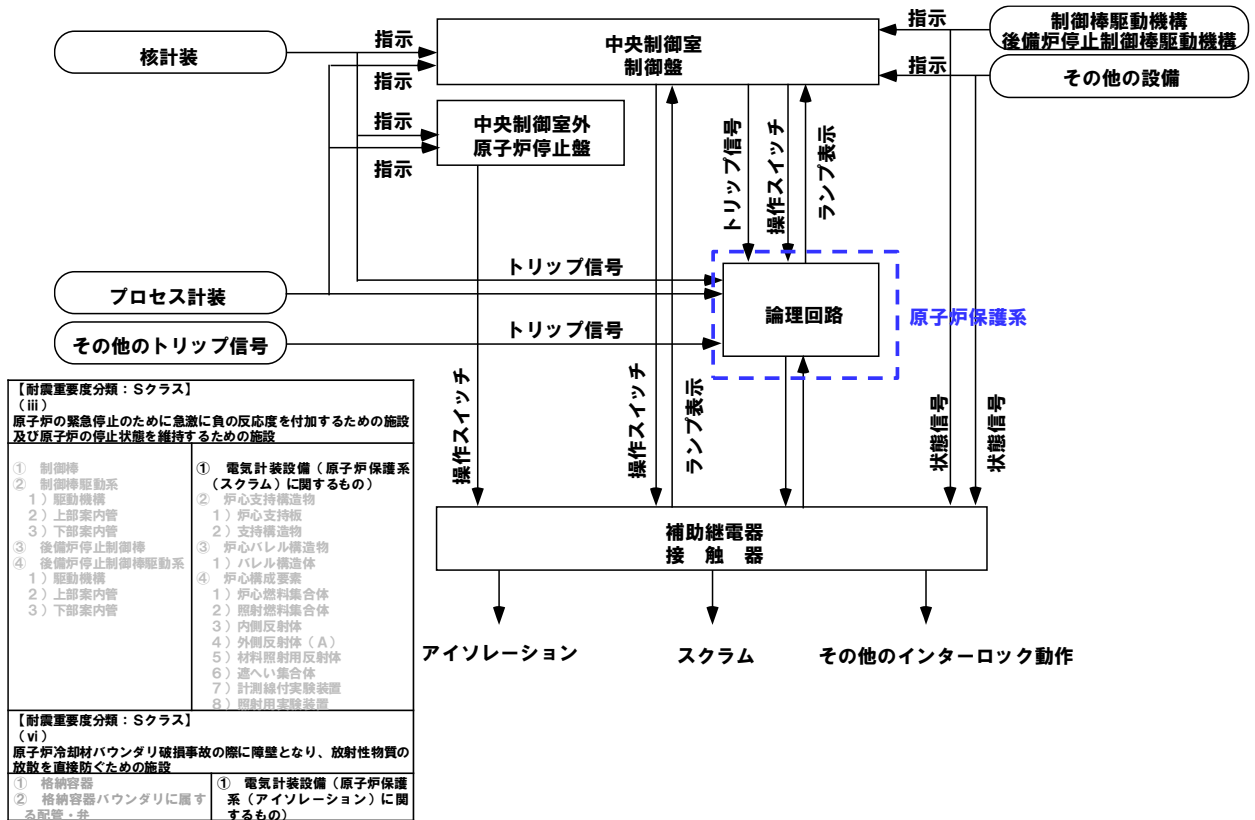 指示
中央制御室
制御盤
指示
制御棒駆動機構
後備炉停止制御棒駆動機構
核計装
指示
指示
その他の設備
指示
中央制御室外
原子炉停止盤
指示
トリップ信号
操作スイッチ
ランプ表示
トリップ信号
プロセス計装
論理回路
原子炉保護系
トリップ信号
その他のトリップ信号
操作スイッチ
操作スイッチ
ランプ表示
状態信号
状態信号
補助継電器
接 触 器
アイソレーション
スクラム
その他のインターロック動作
【耐震重要度分類:Sクラス】
(ⅲ)
原子炉の緊急停止のために急激に負の反応度を付加するための施設
及び原子炉の停止状態を維持するための施設
① 制御棒
② 制御棒駆動系
1)駆動機構
2)上部案内管
3)下部案内管
③ 後備炉停止制御棒
④ 後備炉停止制御棒駆動系
1)駆動機構
2)上部案内管
3)下部案内管
① 電気計装設備(原子炉保護系
(スクラム)に関するもの)
② 炉心支持構造物
1)炉心支持板
2)支持構造物
③ 炉心バレル構造物
1)バレル構造体
④ 炉心構成要素
1)炉心燃料集合体
2)照射燃料集合体
3)内側反射体
4)外側反射体(A)
5)材料照射用反射体
6)遮へい集合体
7)計測線付実験装置
8)照射用実験装置
【耐震重要度分類:Sクラス】
(ⅵ)
原子炉冷却材バウンダリ破損事故の際に障壁となり、放射性物質の
放散を直接防ぐための施設
① 格納容器
② 格納容器バウンダリに属す
る配管・弁
① 電気計装設備(原子炉保護
系(アイソレーション)に関
するもの)